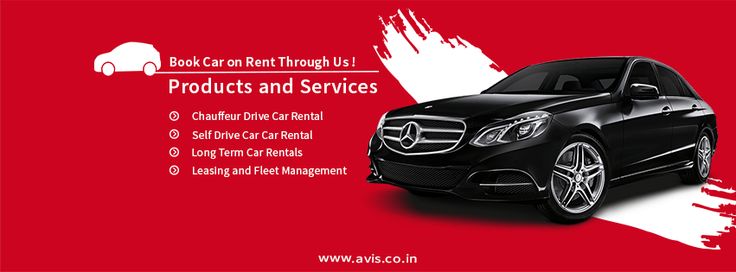 Book Car on Rent Through Us !
Products and Services
Chauffeur Drive Car Rental
Self Drive Car Car Rental
Long Term Car Rentals
Leasing and Fleet Management
www.avis.co.in